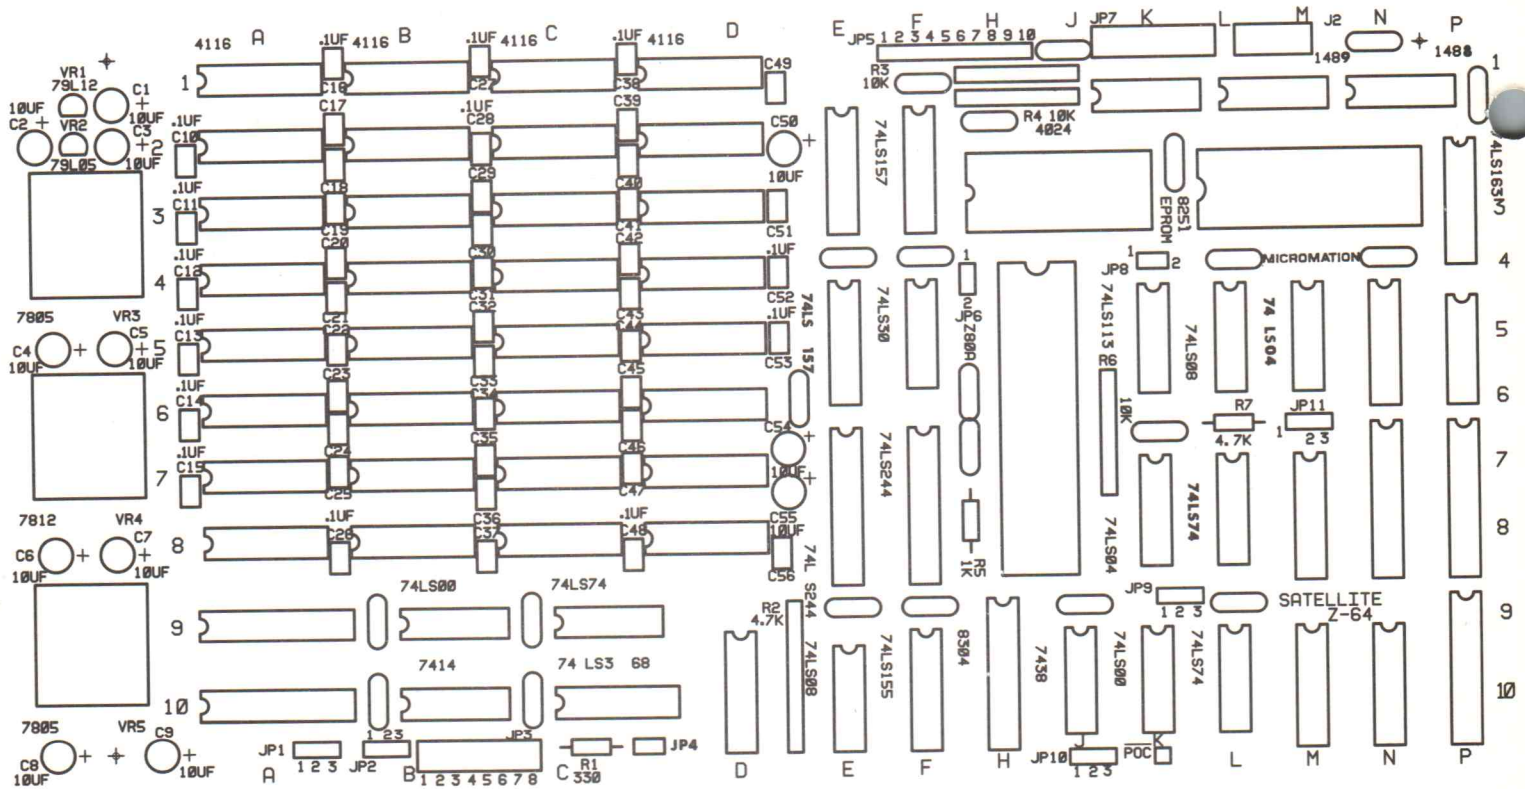 4116 A .1UF 4116 B .1UF 4116 C .1UF 4116 D
E F H J JP7 K L M J2 N P
JP5 1 2 3 4 5 6 7 8 9 10
1489 1488
VR1
79L12
C1
10UF
10UF
C2
VR2
C3
79L05
10UF
1
C16
C27
C38
C49
R3
10K
R4 10K
4024
1
C17
.1UF
C28
C39
C50
10UF
.1UF
C10
2
C18
C29
C40
74LS157
74LS163
.1UF
C11
3
C19
C20
C30
C41
C42
C51
8251
EPROM
3
.1UF
C12
4
C21
C22
C31
C32
C43
C44
.1UF
C52
1
2
JP6
JP8
1 2
MICROMATION
4
7805
VR3
C4
10UF
C5
10UF
.1UF
C13
5
C23
C33
C34
C45
.1UF
C53
74LS
157
74LS30
Z80A
74LS113
74LS08
74 LS04
5
.1UF
C14
6
C24
C35
C46
C54
10UF
R6
10K
R7
4.7K
JP11
1 2 3
6
.1UF
C15
7
C25
C36
C37
C47
C55
10UF
74LS244
R5
1K
74LS04
74LS74
7
7812
VR4
C6
10UF
C7
10UF
8
.1UF
C26
.1UF
C48
C56
8
74L
S244
74LS00
74LS74
9
R2
4.7K
74LS08
74LS155
8304
7438
74LS00
74LS74
JP9
1 2 3
SATELLITE
Z-64
9
7414
74 LS3 68
10
10
7805
VR5
C8
10UF
C9
10UF
JP1
1 2 3
1 2 3
JP2
JP3
1 2 3 4 5 6 7 8
R1
330
JP4
JP10
1 2 3
POC
A B C D E F H J K L M N P